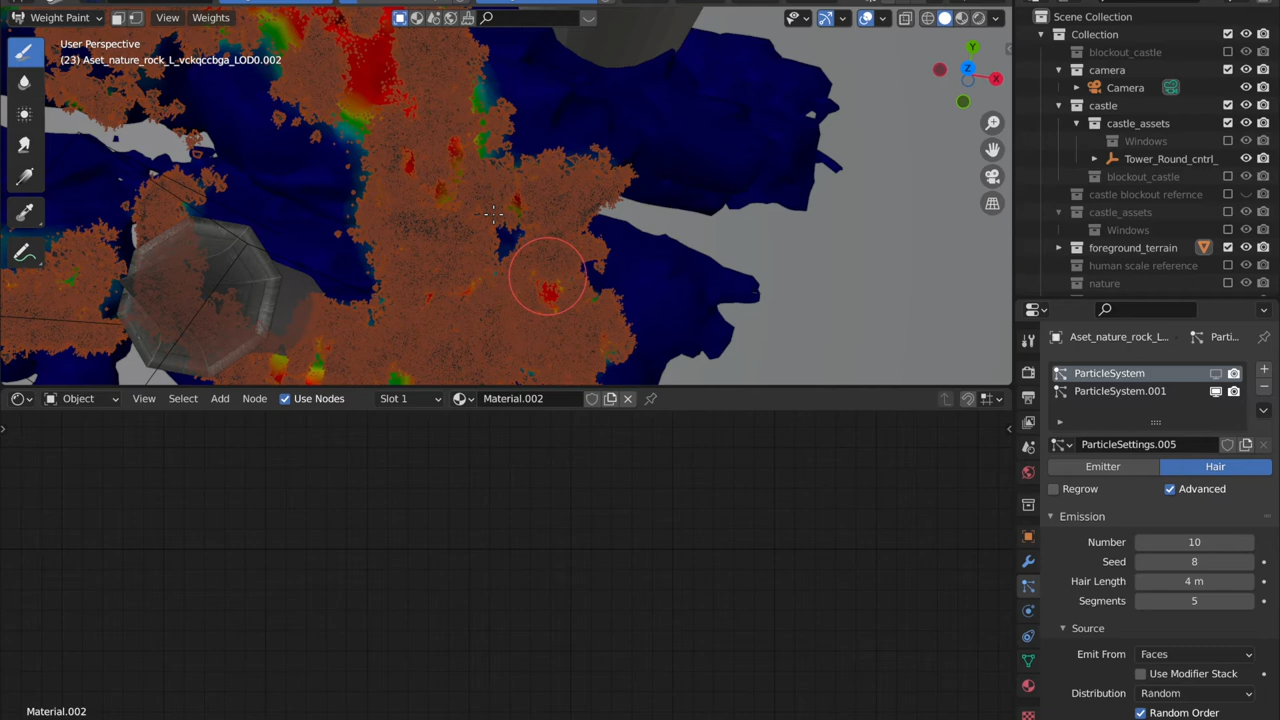 Weight Paint View Weights
User Perspective
(23) Aset_nature_rock_L_vckqccbga_LOD0.002
Y
Z
X
Scene Collection
Collection
blockout_castle
camera
Camera
castle
castle_assets
Windows
Tower_Round_cntrl_
blockout_castle
castle blockout refernce
castle_assets
Windows
foreground_terrain
human scale reference
nature
Aset_nature_rock_L... Parti...
ParticleSystem
ParticleSystem.001
ParticleSettings.005
Emitter Hair
Regrow Advanced
Emission
Number 10
Seed 8
Hair Length 4 m
Segments 5
Source
Emit From Faces
Use Modifier Stack
Distribution Random
Random Order
Object View Select Add Node Use Nodes Slot 1 Material.002
Material.002